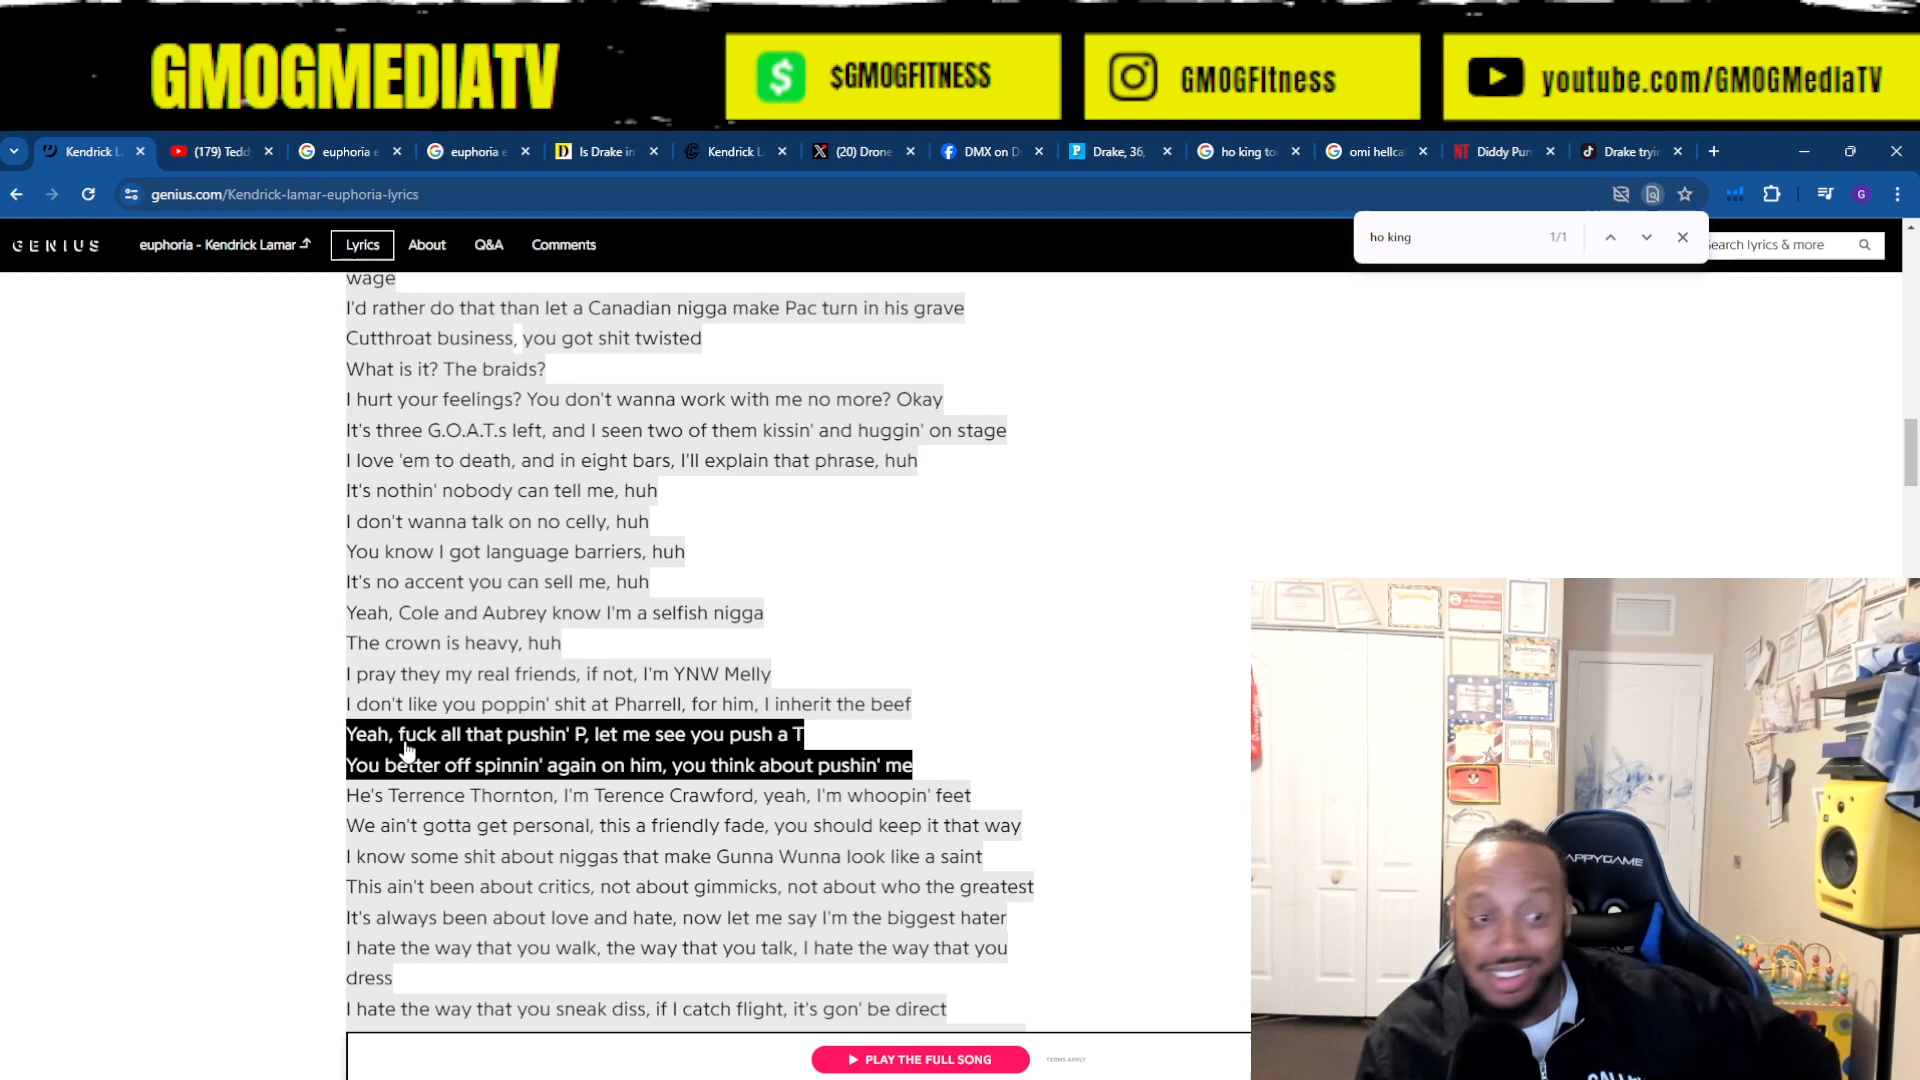 GMOGMEDIATV
$GMOGFITNESS
GMOGFitness
youtube.com/GMOGMediaTV
Kendrick L
(179) Tedd
euphoria e
euphoria e
Is Drake in
Kendrick L
(20) Drone
DMX on D
Drake, 36,
ho king to
omi hellca
Diddy Pun
Drake tryi
genius.com/Kendrick-lamar-euphoria-lyrics
G
GENIUS
euphoria - Kendrick Lamar
Lyrics
About
Q&A
Comments
ho king
1/1
earch lyrics & more
wage
I'd rather do that than let a Canadian nigga make Pac turn in his grave
Cutthroat business, you got shit twisted
What is it? The braids?
I hurt your feelings? You don't wanna work with me no more? Okay
It's three G.O.A.T.s left, and I seen two of them kissin' and huggin' on stage
I love 'em to death, and in eight bars, I'll explain that phrase, huh
It's nothin' nobody can tell me, huh
I don't wanna talk on no celly, huh
You know I got language barriers, huh
It's no accent you can sell me, huh
Yeah, Cole and Aubrey know I'm a selfish nigga
The crown is heavy, huh
I pray they my real friends, if not, I'm YNW Melly
I don't like you poppin' shit at Pharrell, for him, I inherit the beef
Yeah, fuck all that pushin' P, let me see you push a T
You better off spinnin' again on him, you think about pushin' me
He's Terrence Thornton, I'm Terence Crawford, yeah, I'm whoopin' feet
We ain't gotta get personal, this a friendly fade, you should keep it that way
I know some shit about niggas that make Gunna Wunna look like a saint
This ain't been about critics, not about gimmicks, not about who the greatest
It's always been about love and hate, now let me say I'm the biggest hater
I hate the way that you walk, the way that you talk, I hate the way that you
dress
I hate the way that you sneak diss, if I catch flight, it's gon' be direct
PLAY THE FULL SONG
TERMS APPLY
APPYGAME